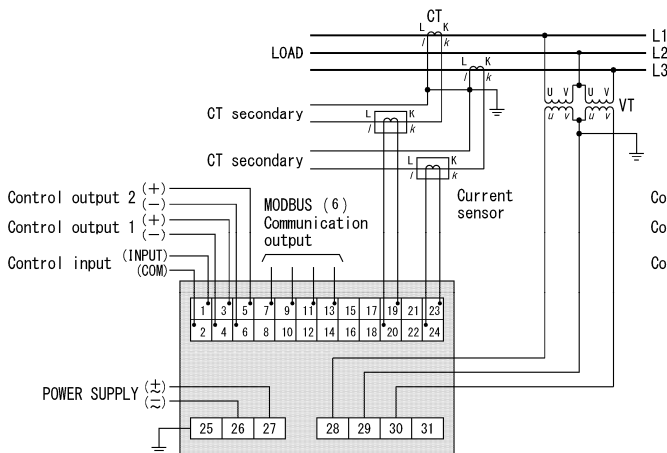 CT
L K
l k
L1
LOAD
L2
L K
L3
l k
U V U V
VT
u v u v
CT secondary
L K
l k
CT secondary
L K
l k
Current
sensor
Control output 2 (+)
(−)
Control output 1 (+)
(−)
Control input (INPUT)
(COM)
MODBUS (6)
Communication
output
Co
Co
Co
1 3 5 7 9 11 13 15 17 19 21 23
2 4 6 8 10 12 14 16 18 20 22 24
POWER SUPPLY (±~)
(−~)
25 26 27 28 29 30 31